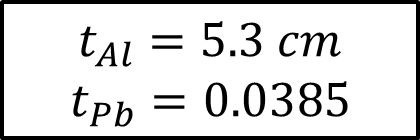 t_Al = 5.3 cm
t_Pb = 0.0385